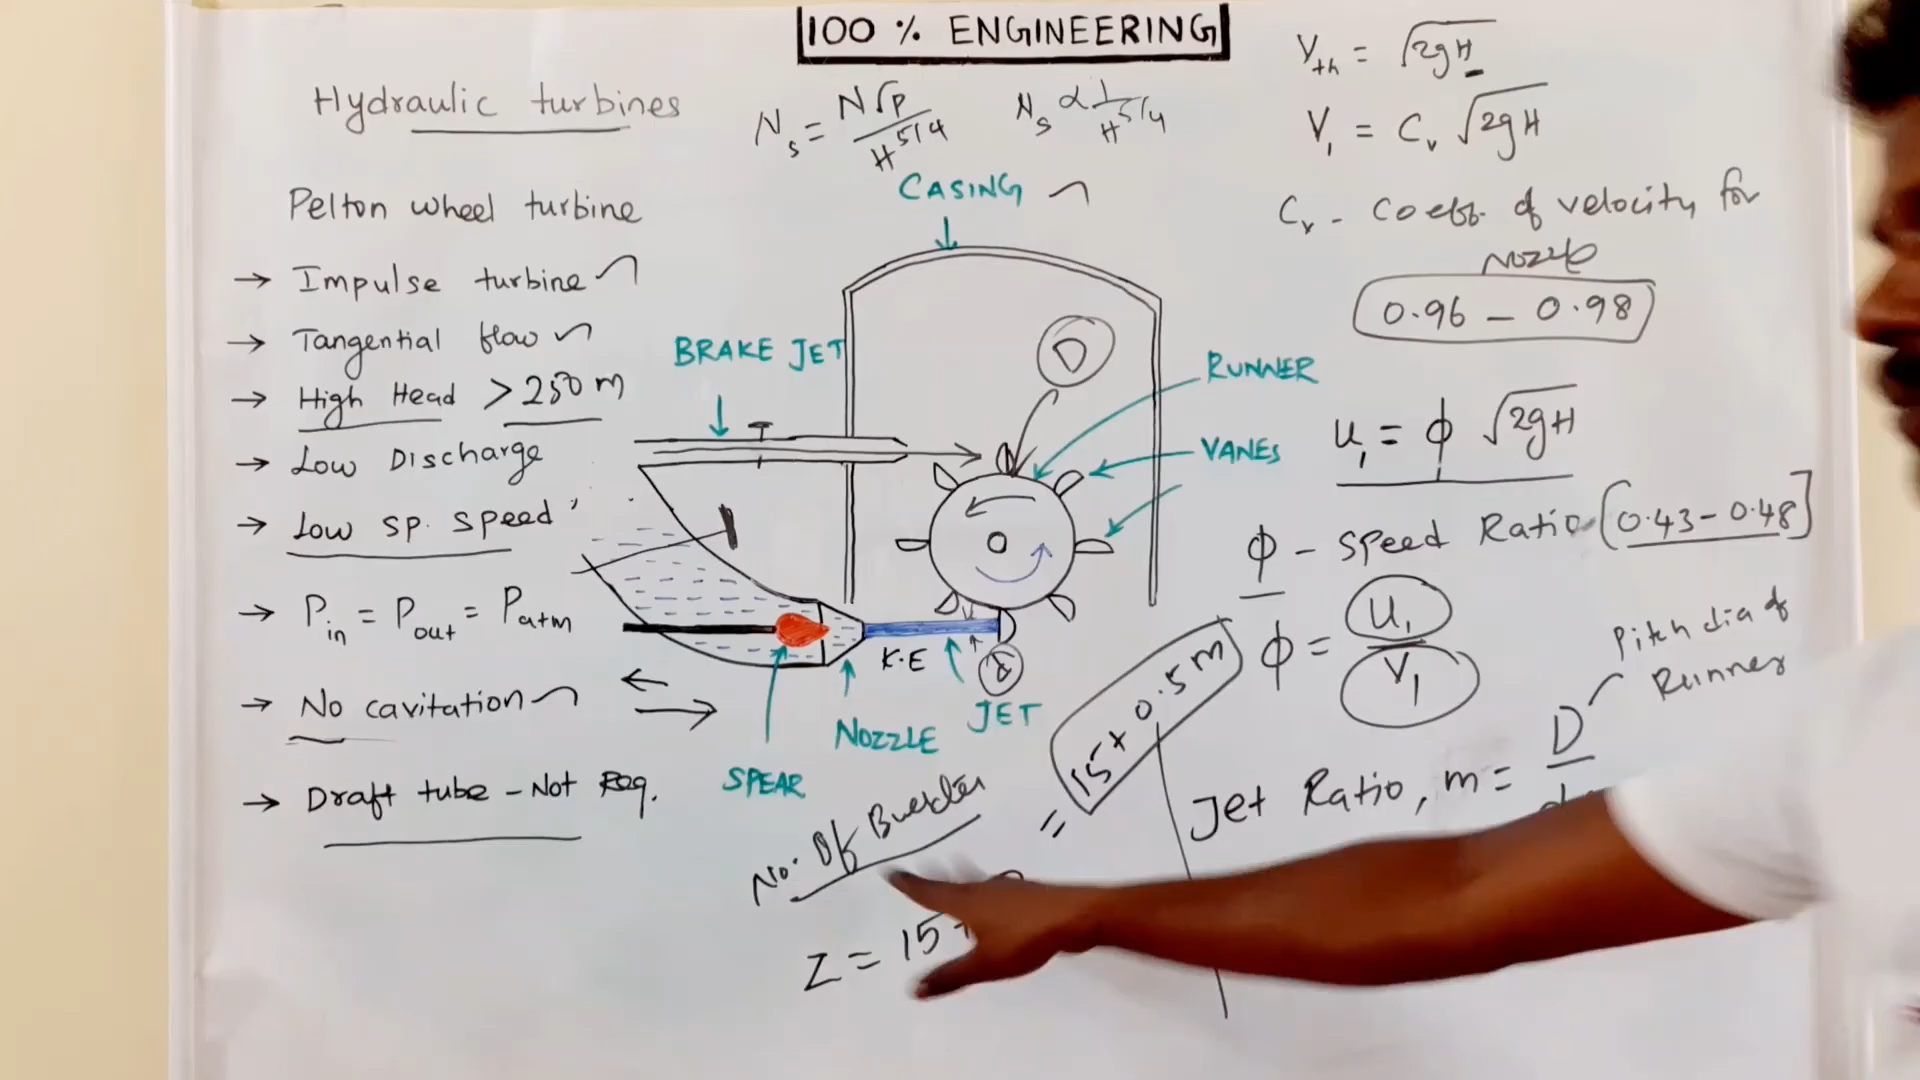 100 % ENGINEERING
Hydraulic turbines
Ns = N√P / H^5/4
Ns ∝ 1 / H^5/4
Pelton wheel turbine
→ Impulse turbine
→ Tangential flow
→ High Head > 250 m
→ Low Discharge
→ Low sp. speed
→ Pin = Pout = Patm
→ No cavitation
→ Draft tube - Not Req.
CASING
BRAKE JET
D
RUNNER
VANES
K.E
d
JET
NOZZLE
SPEAR
No. Of
Z = 15 +
= 15 + 0.5 m
Vth = √2gH
V1 = Cv √2gH
Cv - Coeff. of velocity for
Nozzle
0.96 - 0.98
u1 = ϕ √2gH
ϕ - Speed Ratio [0.43 - 0.48]
ϕ = u1 / V1
Pitch dia of
Runner
Jet Ratio, m = D / d